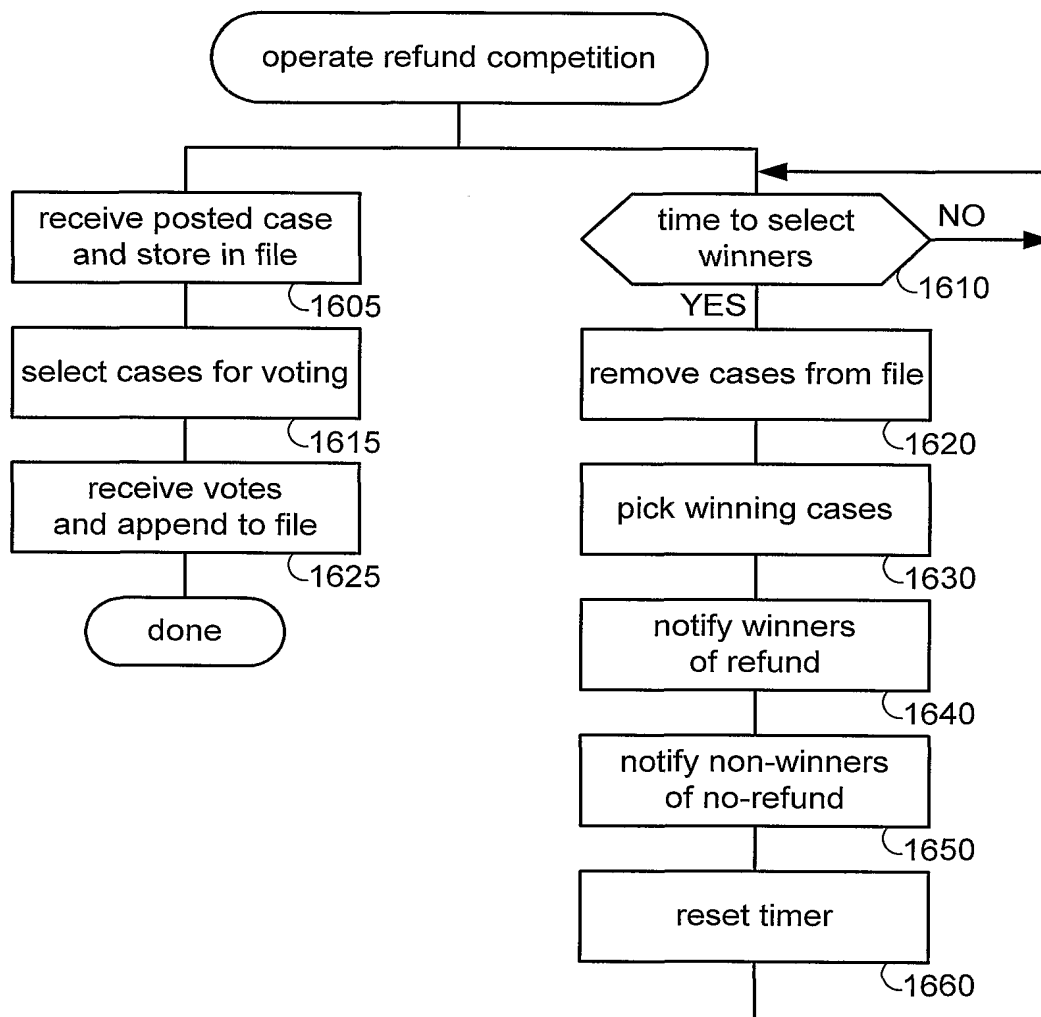 operate refund competition
receive posted case
and store in file
1605
select cases for voting
1615
receive votes
and append to file
1625
done
time to select
winners
NO
1610
YES
remove cases from file
1620
pick winning cases
1630
notify winners
of refund
1640
notify non-winners
of no-refund
1650
reset timer
1660